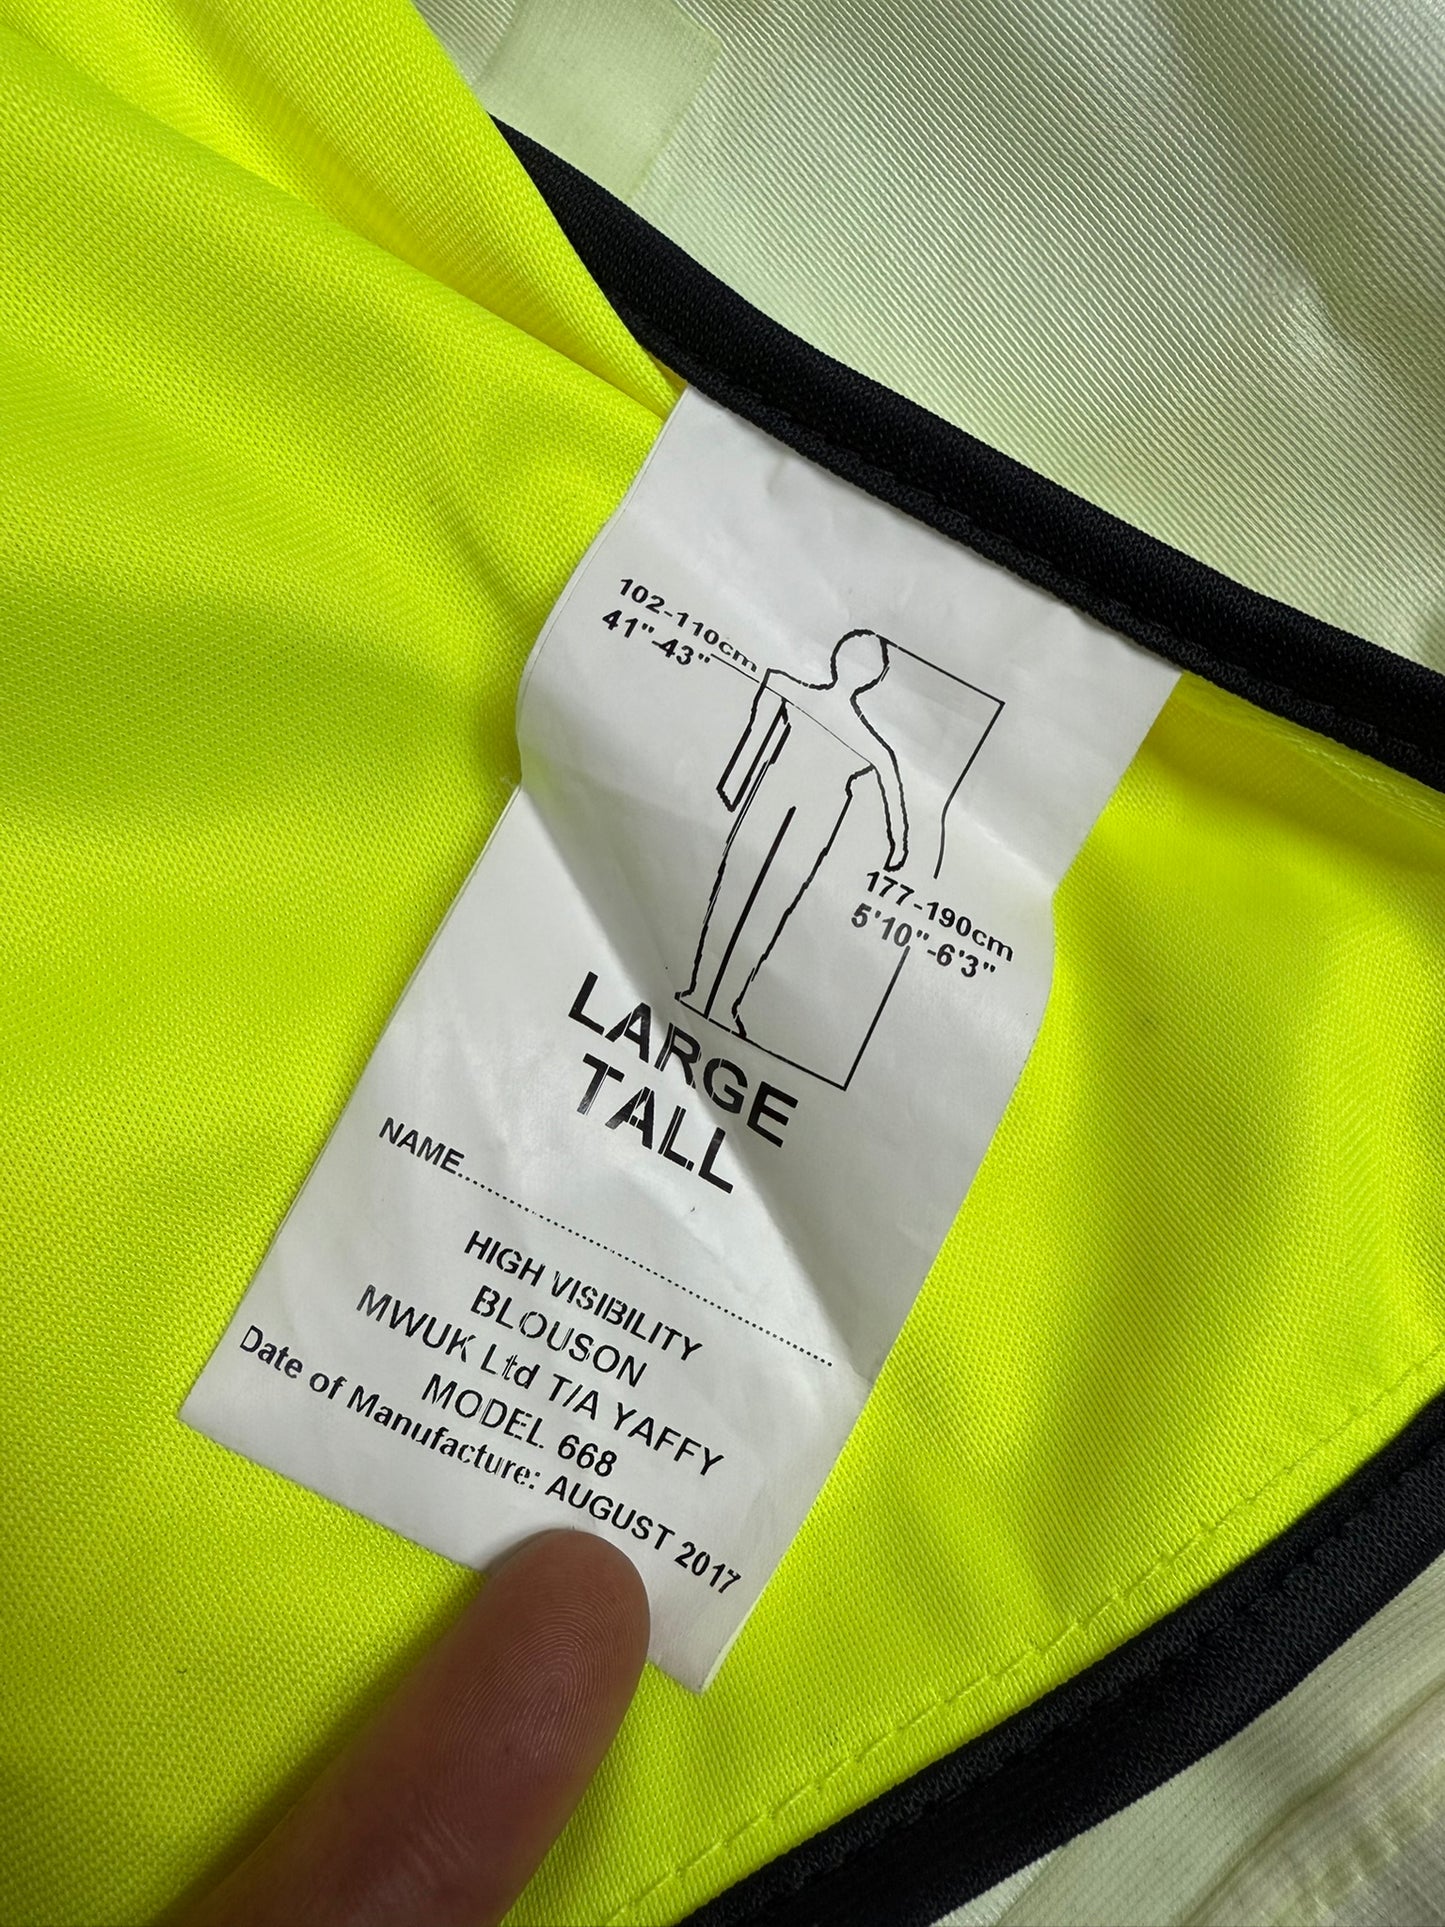 102-110cm
41"-43"
177-190cm
5'10"-6'3"
LARGE
TALL
NAME........................................................
HIGH VISIBILITY
BLOUSON
MWUK Ltd T/A YAFFY
MODEL 668
Date of Manufacture: AUGUST 2017